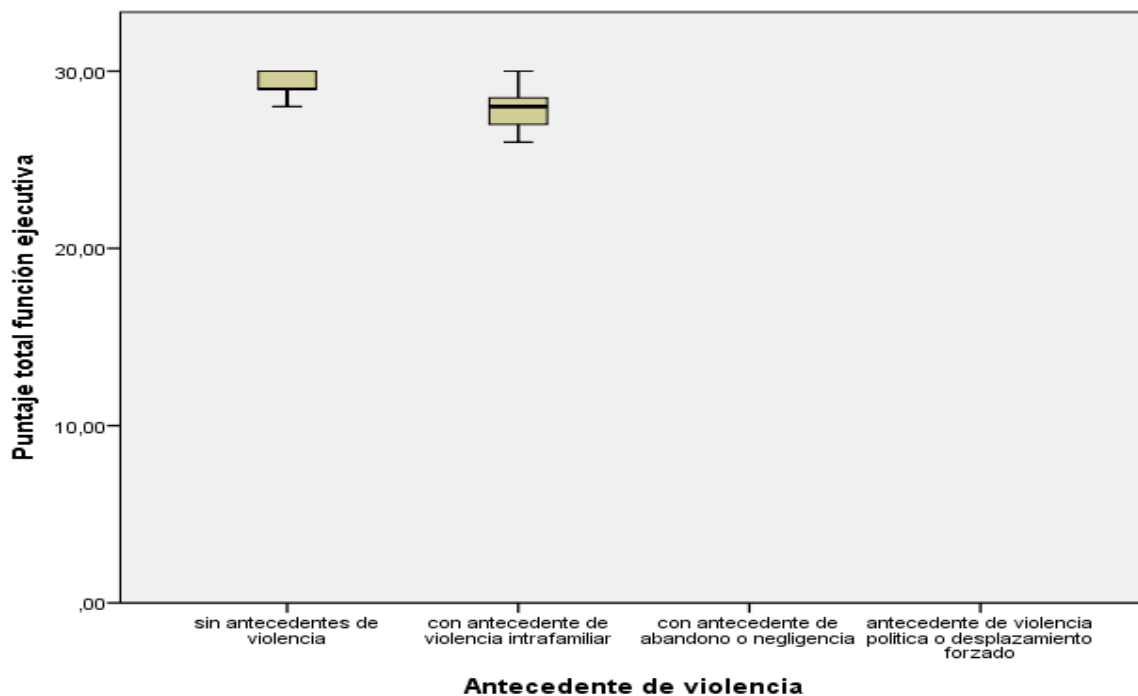 Puntaje total función ejecutiva
30,00
20,00
10,00
,00
sin antecedentes de
violencia
con antecedente de
violencia intrafamiliar
con antecedente de
abandono o negligencia
antecedente de violencia
politica o desplazamiento
forzado
Antecedente de violencia